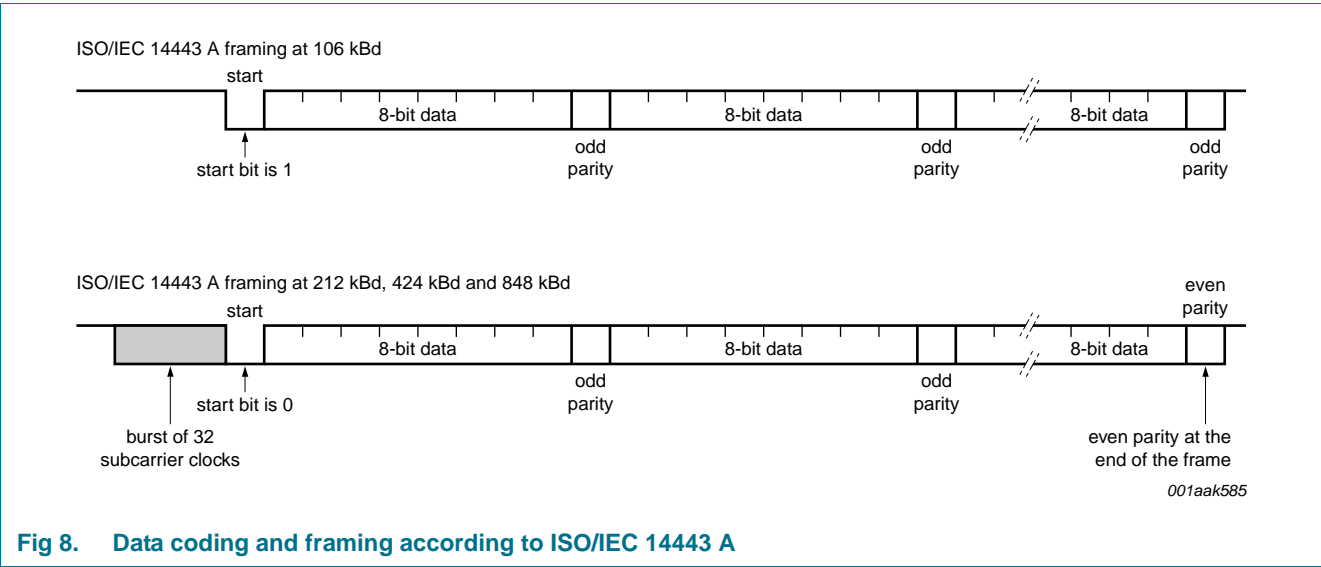 ISO/IEC 14443 A framing at 106 kBd
start
8-bit data
8-bit data
8-bit data
start bit is 1
odd
parity
odd
parity
odd
parity
ISO/IEC 14443 A framing at 212 kBd, 424 kBd and 848 kBd
even
parity
start
8-bit data
8-bit data
8-bit data
start bit is 0
odd
parity
odd
parity
burst of 32
subcarrier clocks
even parity at the
end of the frame
001aak585
Fig 8. Data coding and framing according to ISO/IEC 14443 A